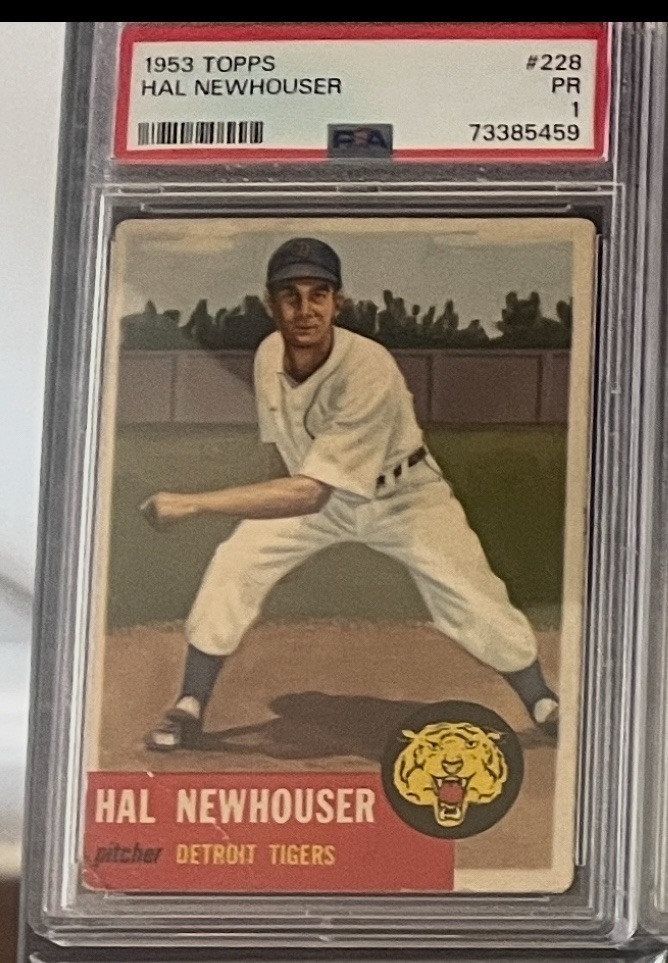 1953 TOPPS #228
HAL NEWHOUSER PR
1
PSA 73385459
HAL NEWHOUSER
pitcher DETROIT TIGERS